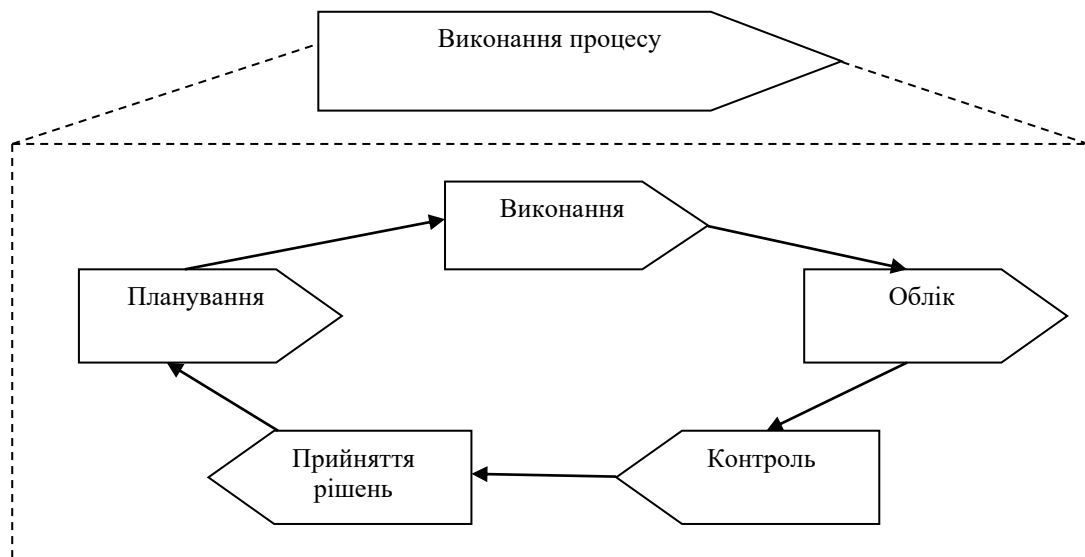 Виконання процесу
Виконання
Планування
Облік
Прийняття
рішень
Контроль